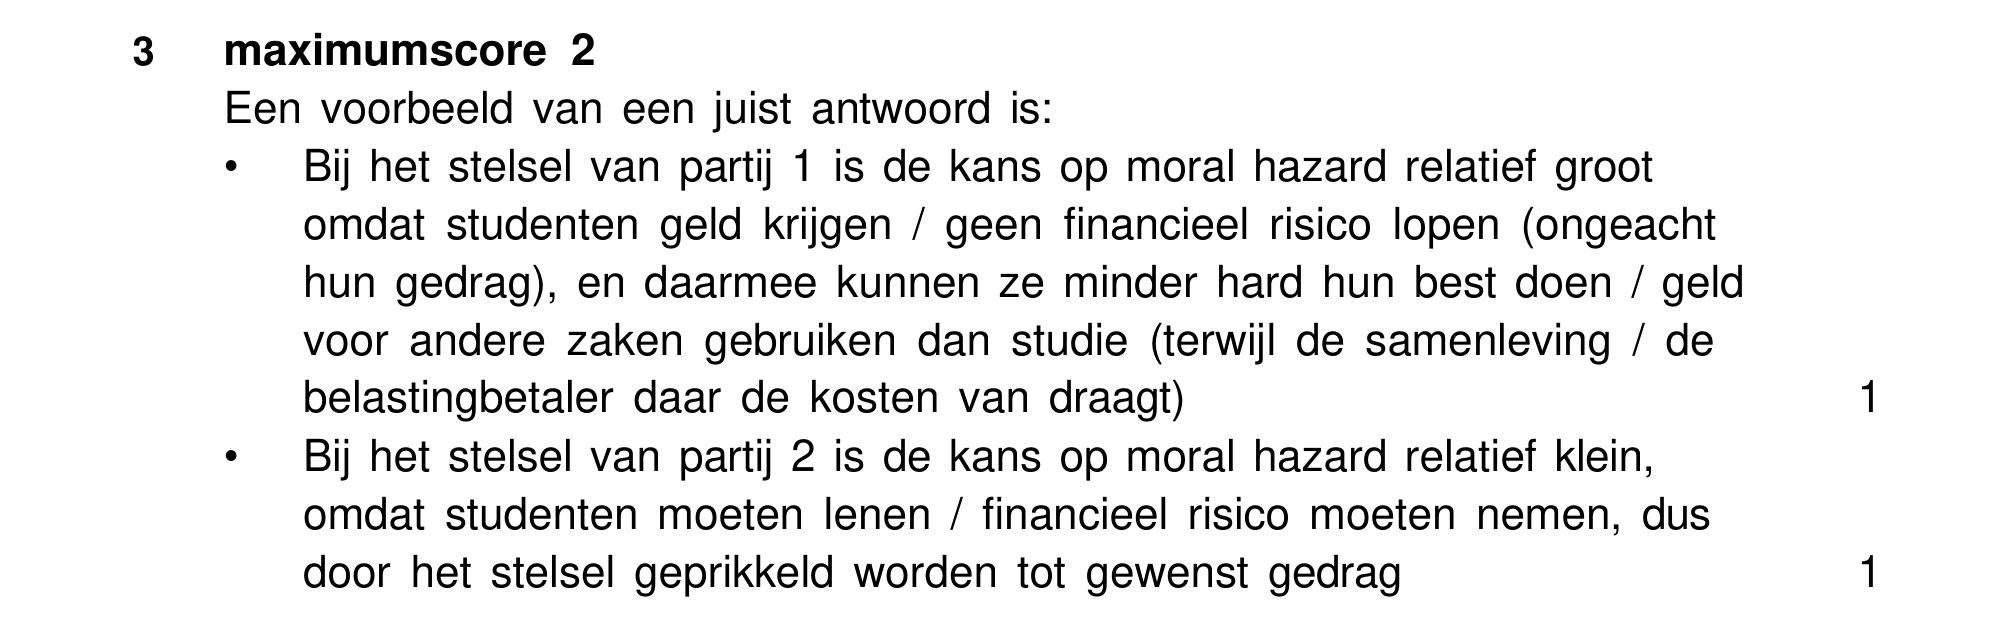 3 maximumscore 2
Een voorbeeld van een juist antwoord is:
• Bij het stelsel van partij 1 is de kans op moral hazard relatief groot
omdat studenten geld krijgen / geen financieel risico lopen (ongeacht
hun gedrag), en daarmee kunnen ze minder hard hun best doen / geld
voor andere zaken gebruiken dan studie (terwijl de samenleving / de
belastingbetaler daar de kosten van draagt) 1
• Bij het stelsel van partij 2 is de kans op moral hazard relatief klein,
omdat studenten moeten lenen / financieel risico moeten nemen, dus
door het stelsel geprikkeld worden tot gewenst gedrag 1